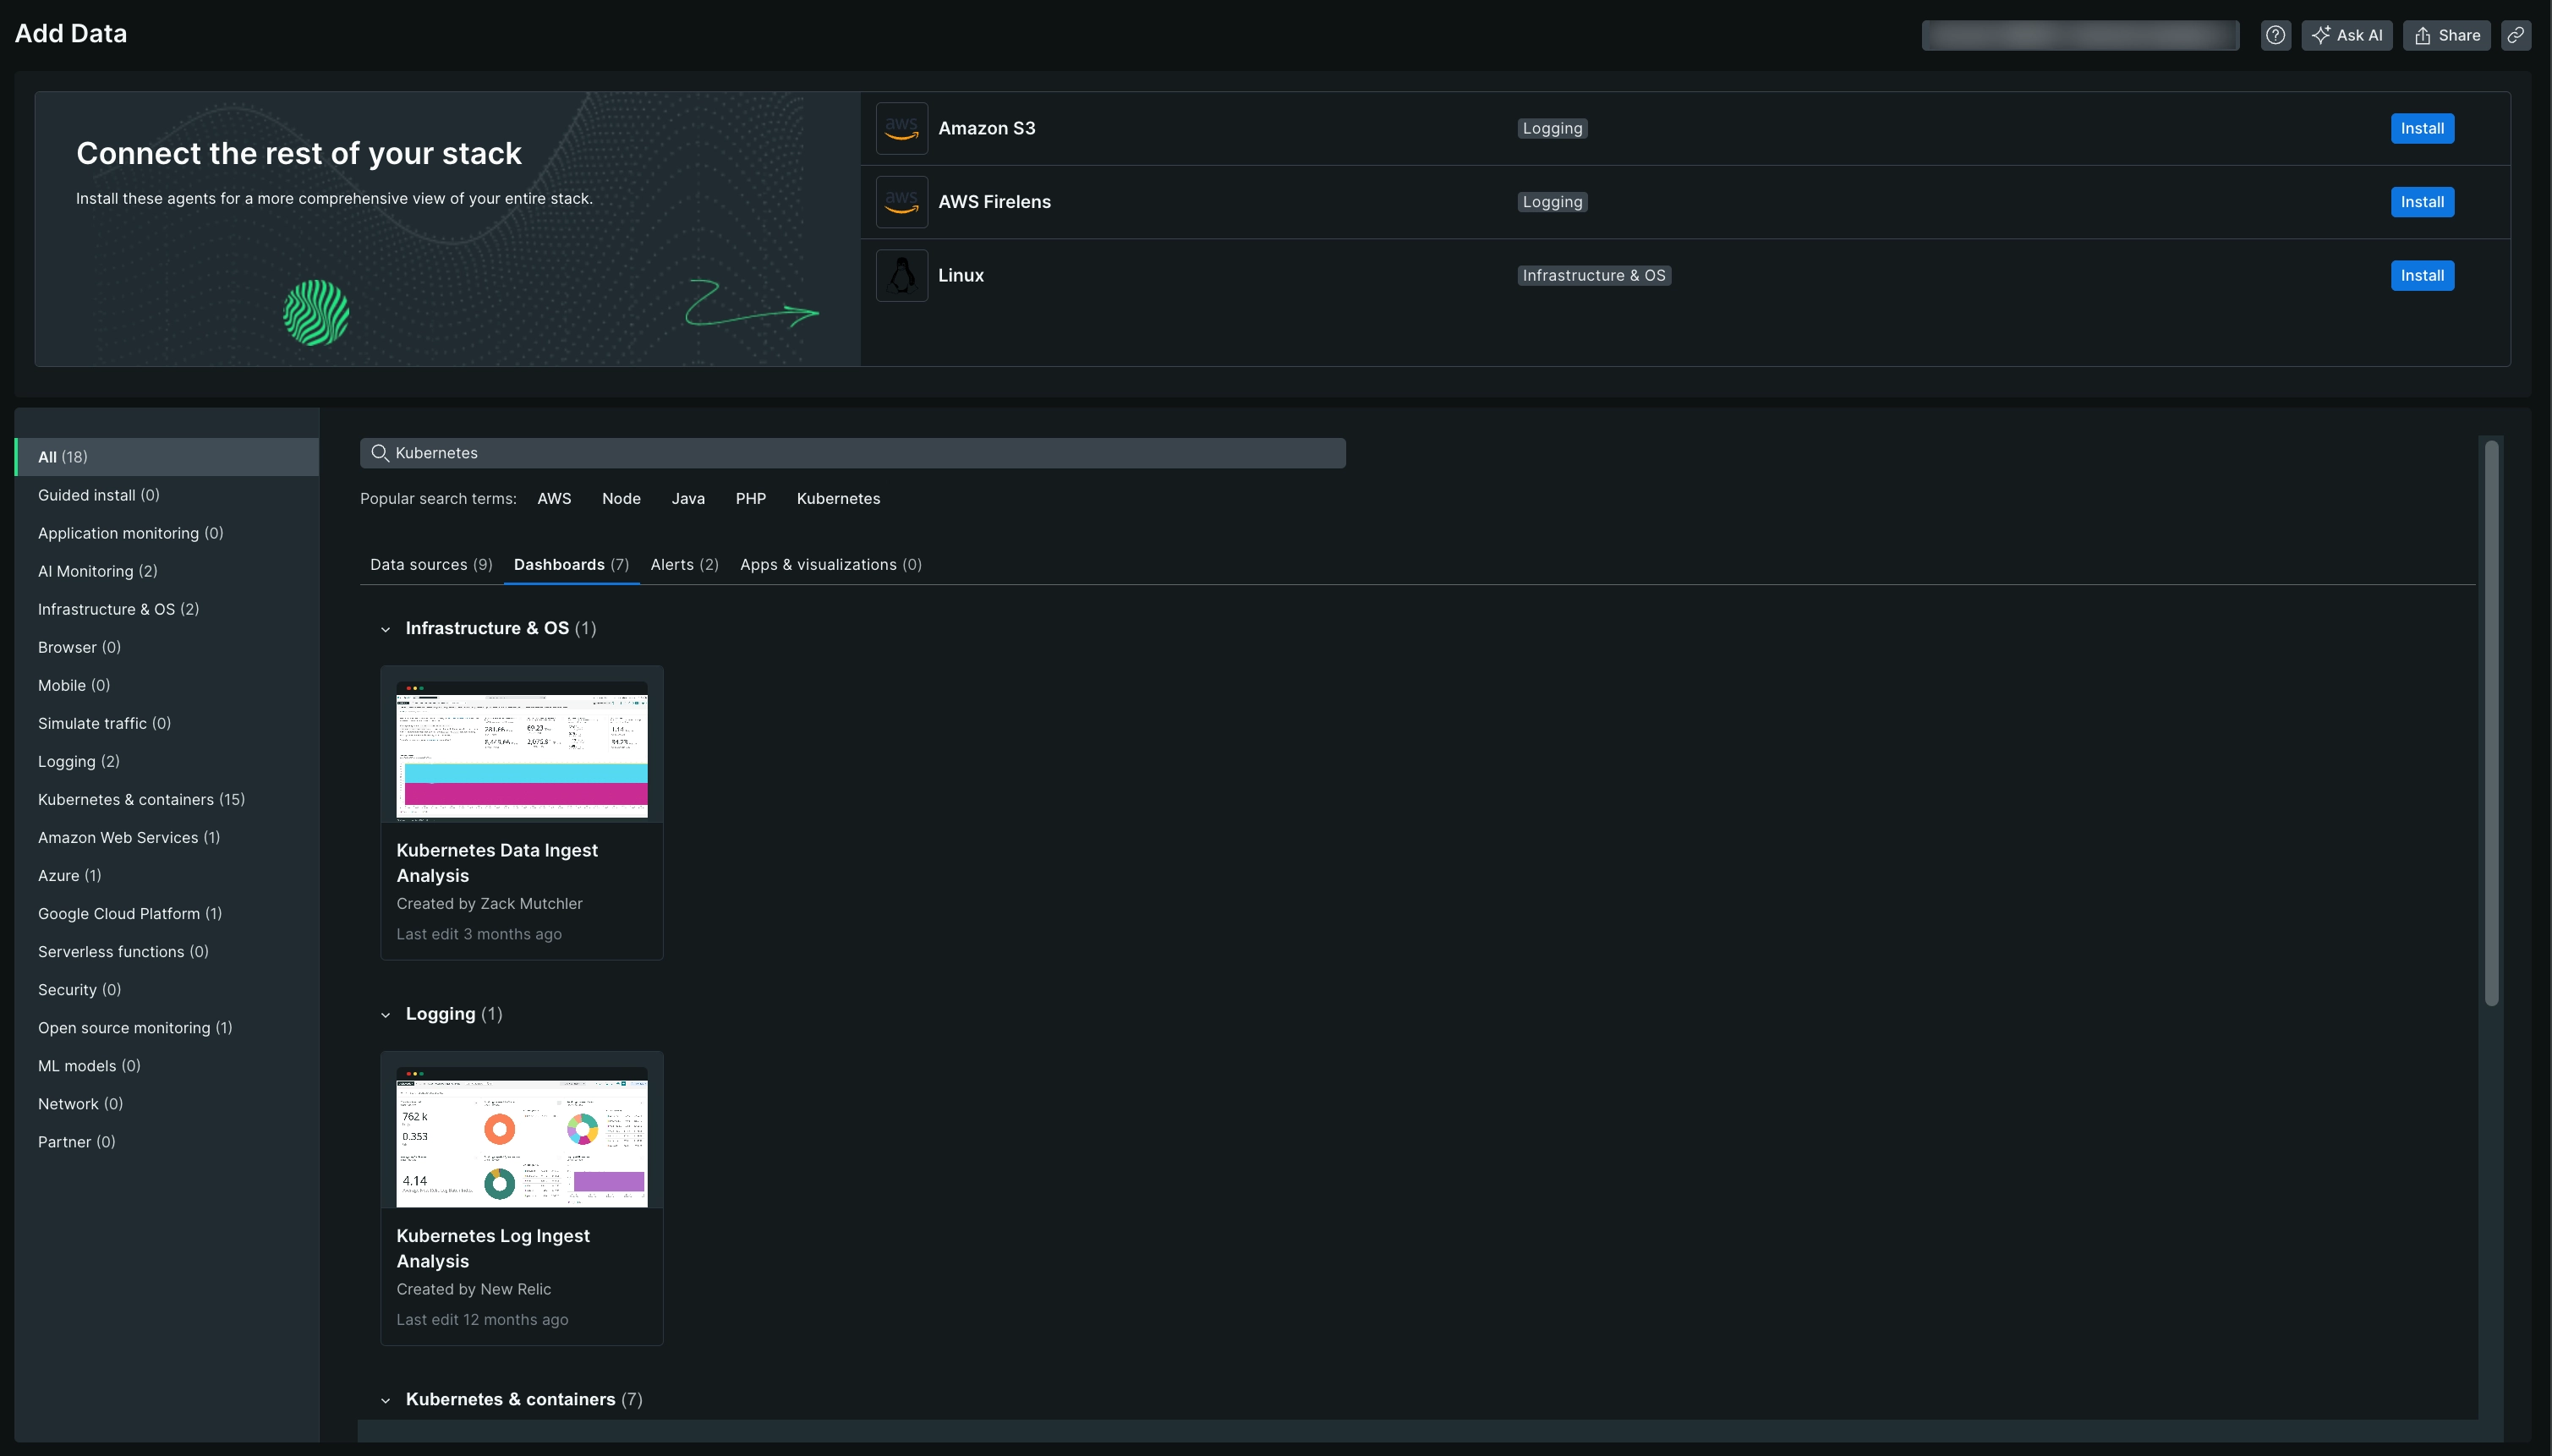 Add Data
Ask AI
Share
Connect the rest of your stack
Install these agents for a more comprehensive view of your entire stack.
aws
Amazon S3
Logging
Install
aws
AWS Firelens
Logging
Install
Linux
Infrastructure & OS
Install
All (18)
Guided install (0)
Application monitoring (0)
AI Monitoring (2)
Infrastructure & OS (2)
Browser (0)
Mobile (0)
Simulate traffic (0)
Logging (2)
Kubernetes & containers (15)
Amazon Web Services (1)
Azure (1)
Google Cloud Platform (1)
Serverless functions (0)
Security (0)
Open source monitoring (1)
ML models (0)
Network (0)
Partner (0)
Kubernetes
Popular search terms: AWS Node Java PHP Kubernetes
Data sources (9) Dashboards (7) Alerts (2) Apps & visualizations (0)
Infrastructure & OS (1)
Kubernetes Data Ingest
Analysis
Created by Zack Mutchler
Last edit 3 months ago
Logging (1)
762 k
0.353
4.14
Kubernetes Log Ingest
Analysis
Created by New Relic
Last edit 12 months ago
Kubernetes & containers (7)